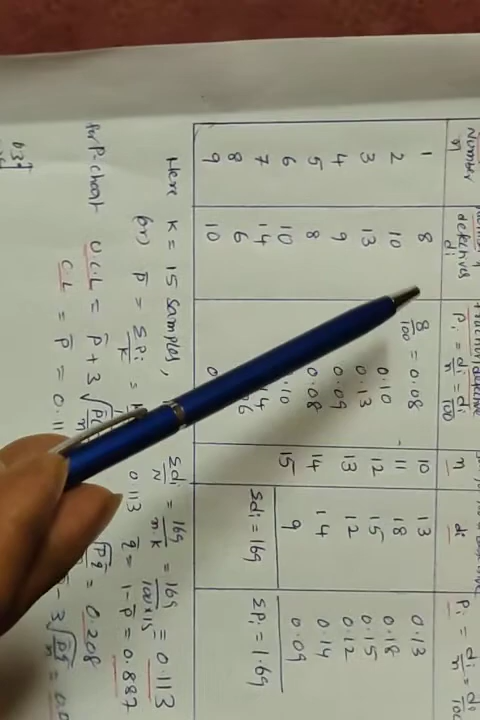 Number
defectives
di
Pi = di/n = di/100
n
di
Pi = di/n = di/100
1 8 8/100 = 0.08 10 13 0.13
2 10 0.10 11 18 0.18
3 13 0.13 12 15 0.15
4 9 0.09 13 12 0.12
5 8 0.08 14 14 0.14
6 10 0.10 15 9 0.09
7 14
8 6 Σdi = 169 ΣPi = 1.69
9 10
Here K = 15 samples, Σdi/N = 169/m.k = 169/100×15 = 0.113
(or) p̄ = ΣPi/K = 0.113 q̄ = 1-p̄ = 0.887
for P-chart U.C.L = p̄ + 3 = 0.208
C.L = p̄ = 0.11